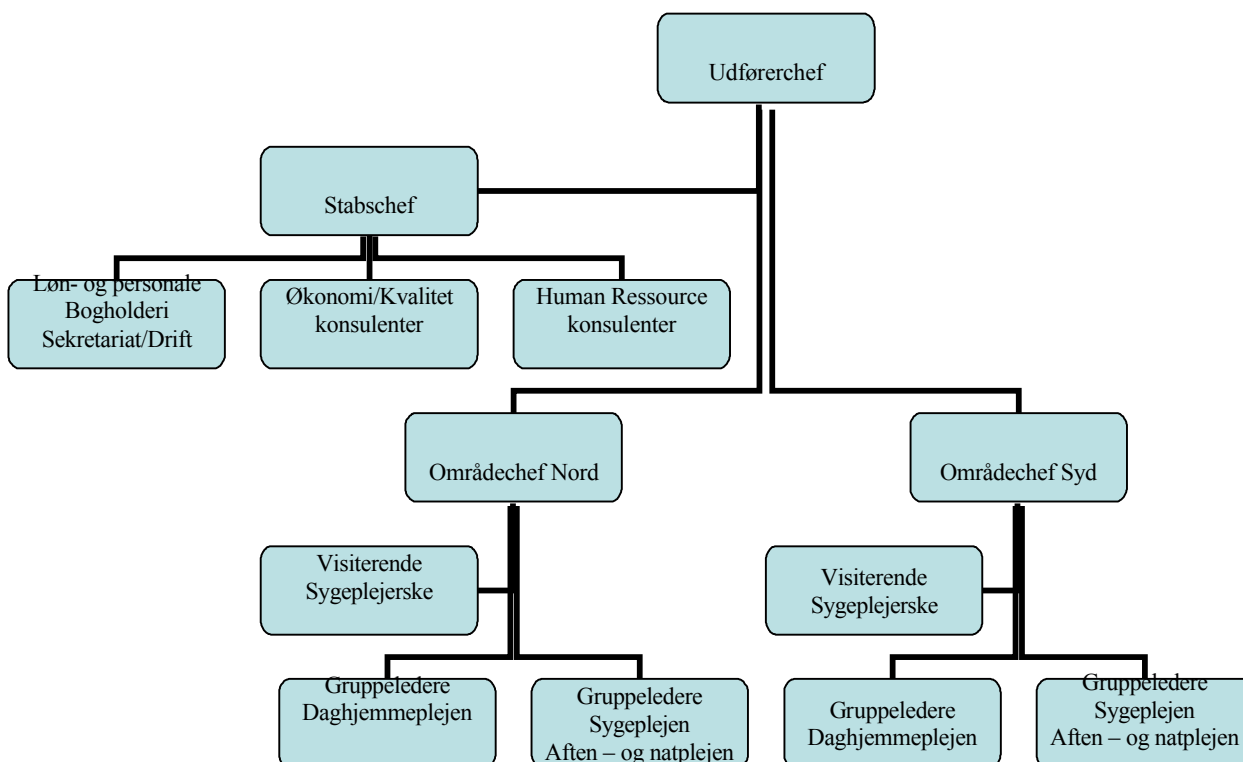 Udførerchef
Stabschef
Løn- og personale
Bogholderi
Sekretariat/Drift
Økonomi/Kvalitet
konsulenter
Human Ressource
konsulenter
Områdechef Nord
Områdechef Syd
Visiterende
Sygeplejerske
Visiterende
Sygeplejerske
Gruppeledere
Daghjemmeplejen
Gruppeledere
Sygeplejen
Aften – og natplejen
Gruppeledere
Daghjemmeplejen
Gruppeledere
Sygeplejen
Aften – og natplejen